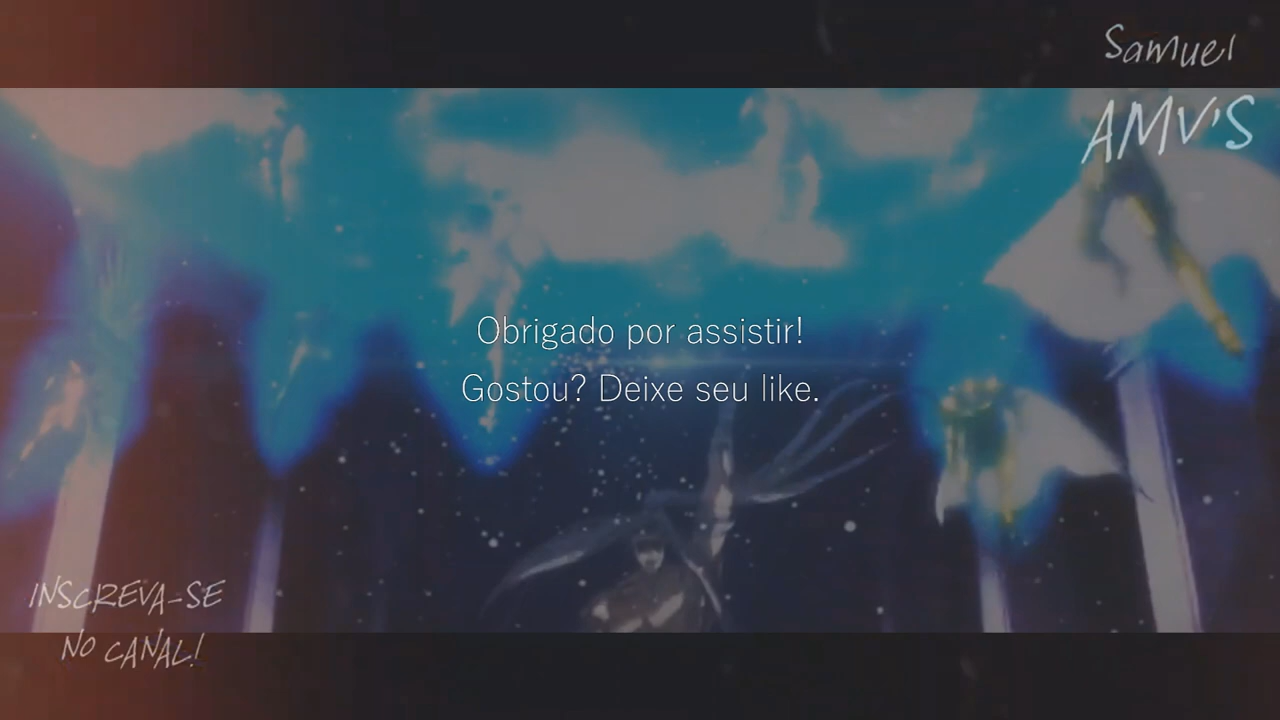 Samuel
AMV'S
Obrigado por assistir!
Gostou? Deixe seu like.
INSCREVA-SE
NO CANAL!